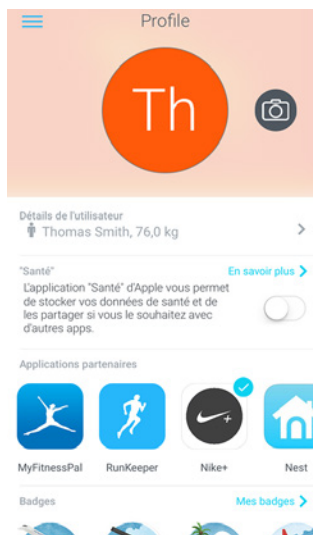 Profile
Th
Détails de l'utilisateur
Thomas Smith, 76,0 kg
"Santé"
En savoir plus
L'application "Santé" d'Apple vous permet
de stocker vos données de santé et de
les partager si vous le souhaitez avec
d'autres apps.
Applications partenaires
MyFitnessPal
RunKeeper
Nike+
Nest
Badges
Mes badges